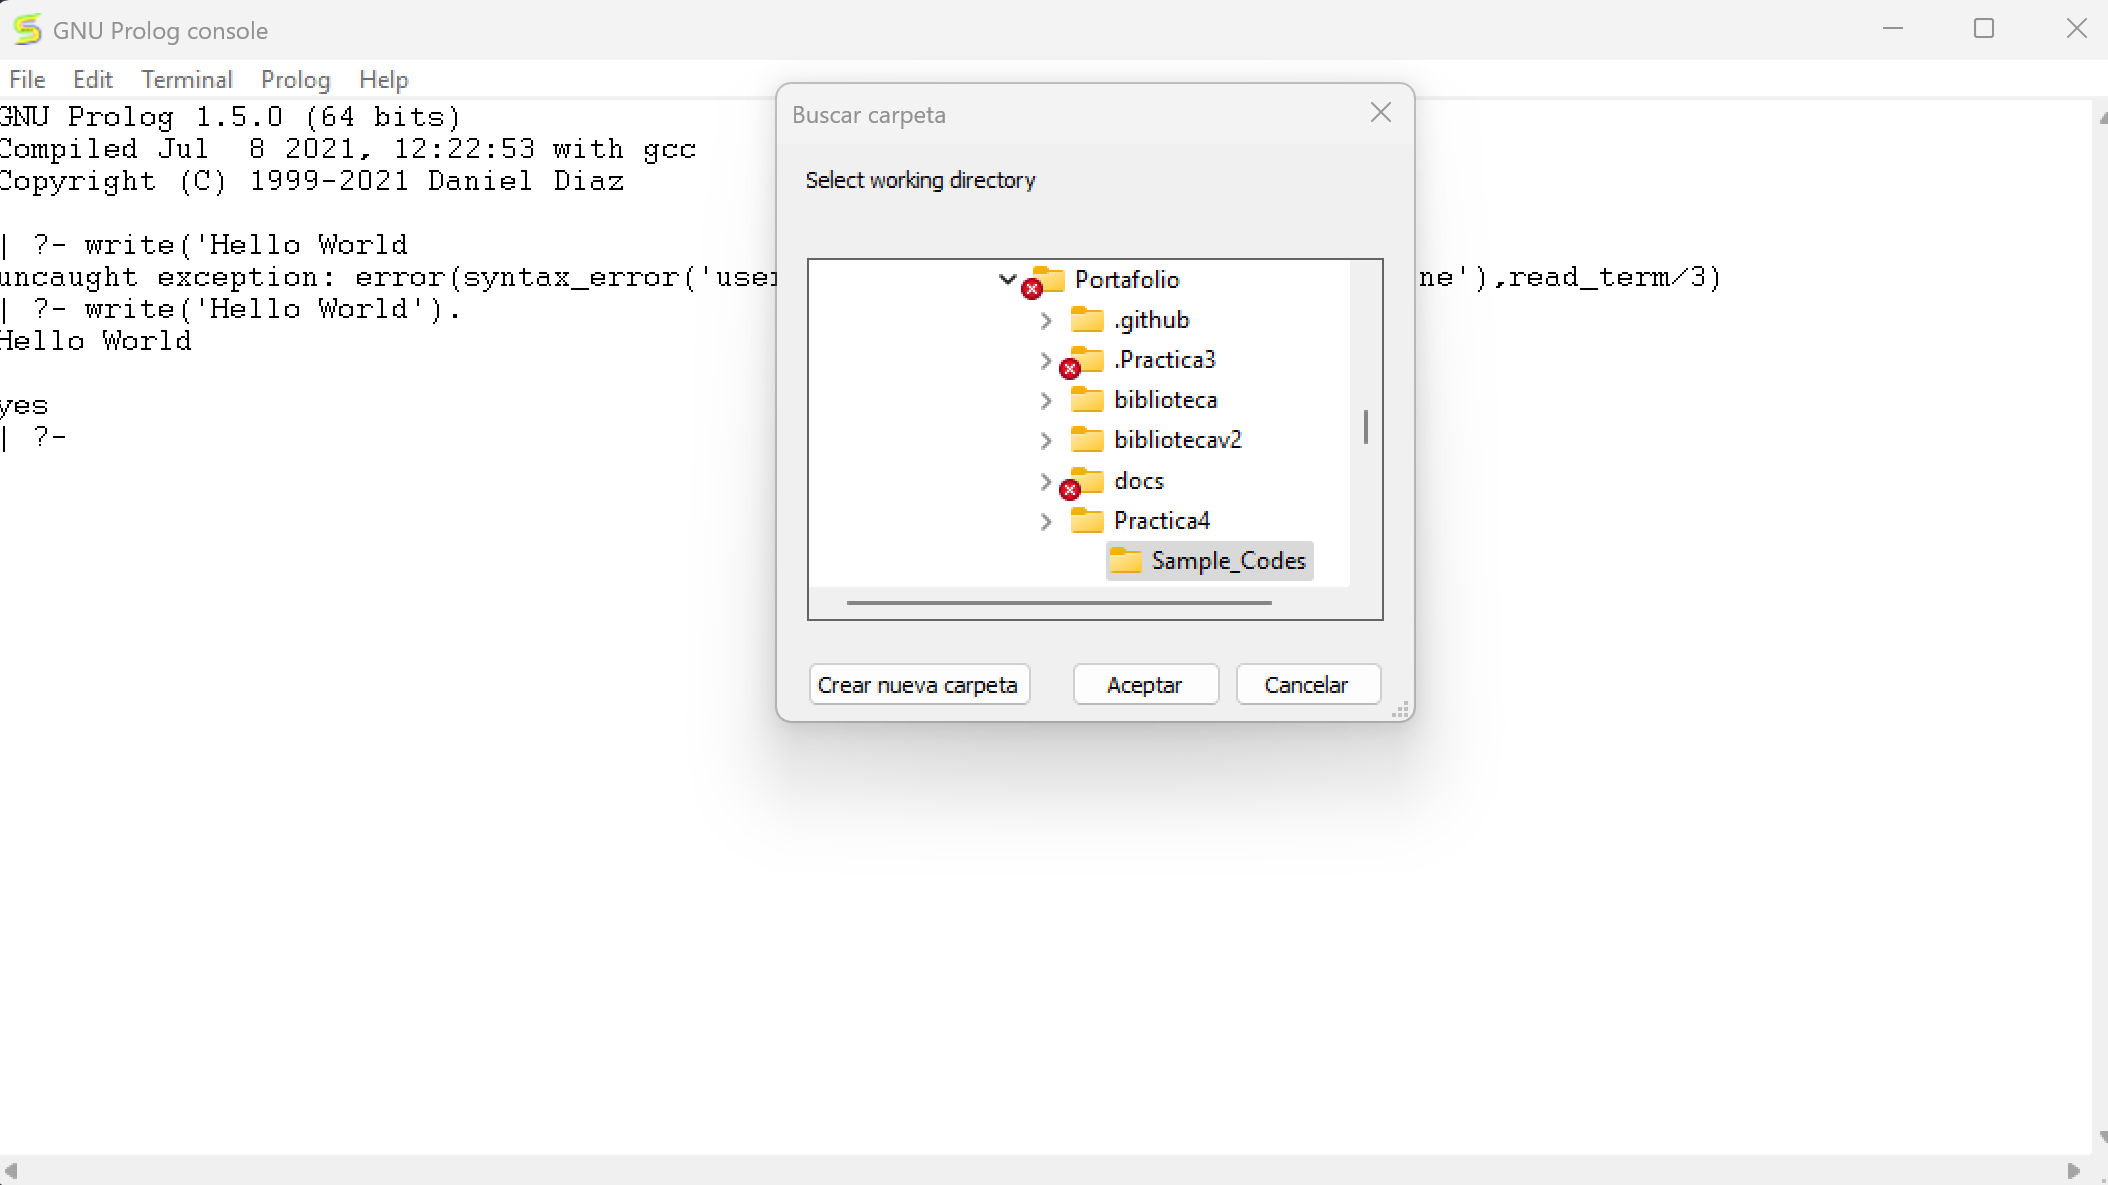 GNU Prolog console
File Edit Terminal Prolog Help
GNU Prolog 1.5.0 (64 bits)
Compiled Jul  8 2021, 12:22:53 with gcc
Copyright (C) 1999-2021 Daniel Diaz
| ?- write('Hello World
uncaught exception: error(syntax_error('user ne'),read_term/3)
| ?- write('Hello World').
Hello World
yes
| ?-
Buscar carpeta
Select working directory
Portafolio
.github
.Practica3
biblioteca
bibliotecav2
docs
Practica4
Sample_Codes
Crear nueva carpeta
Aceptar
Cancelar